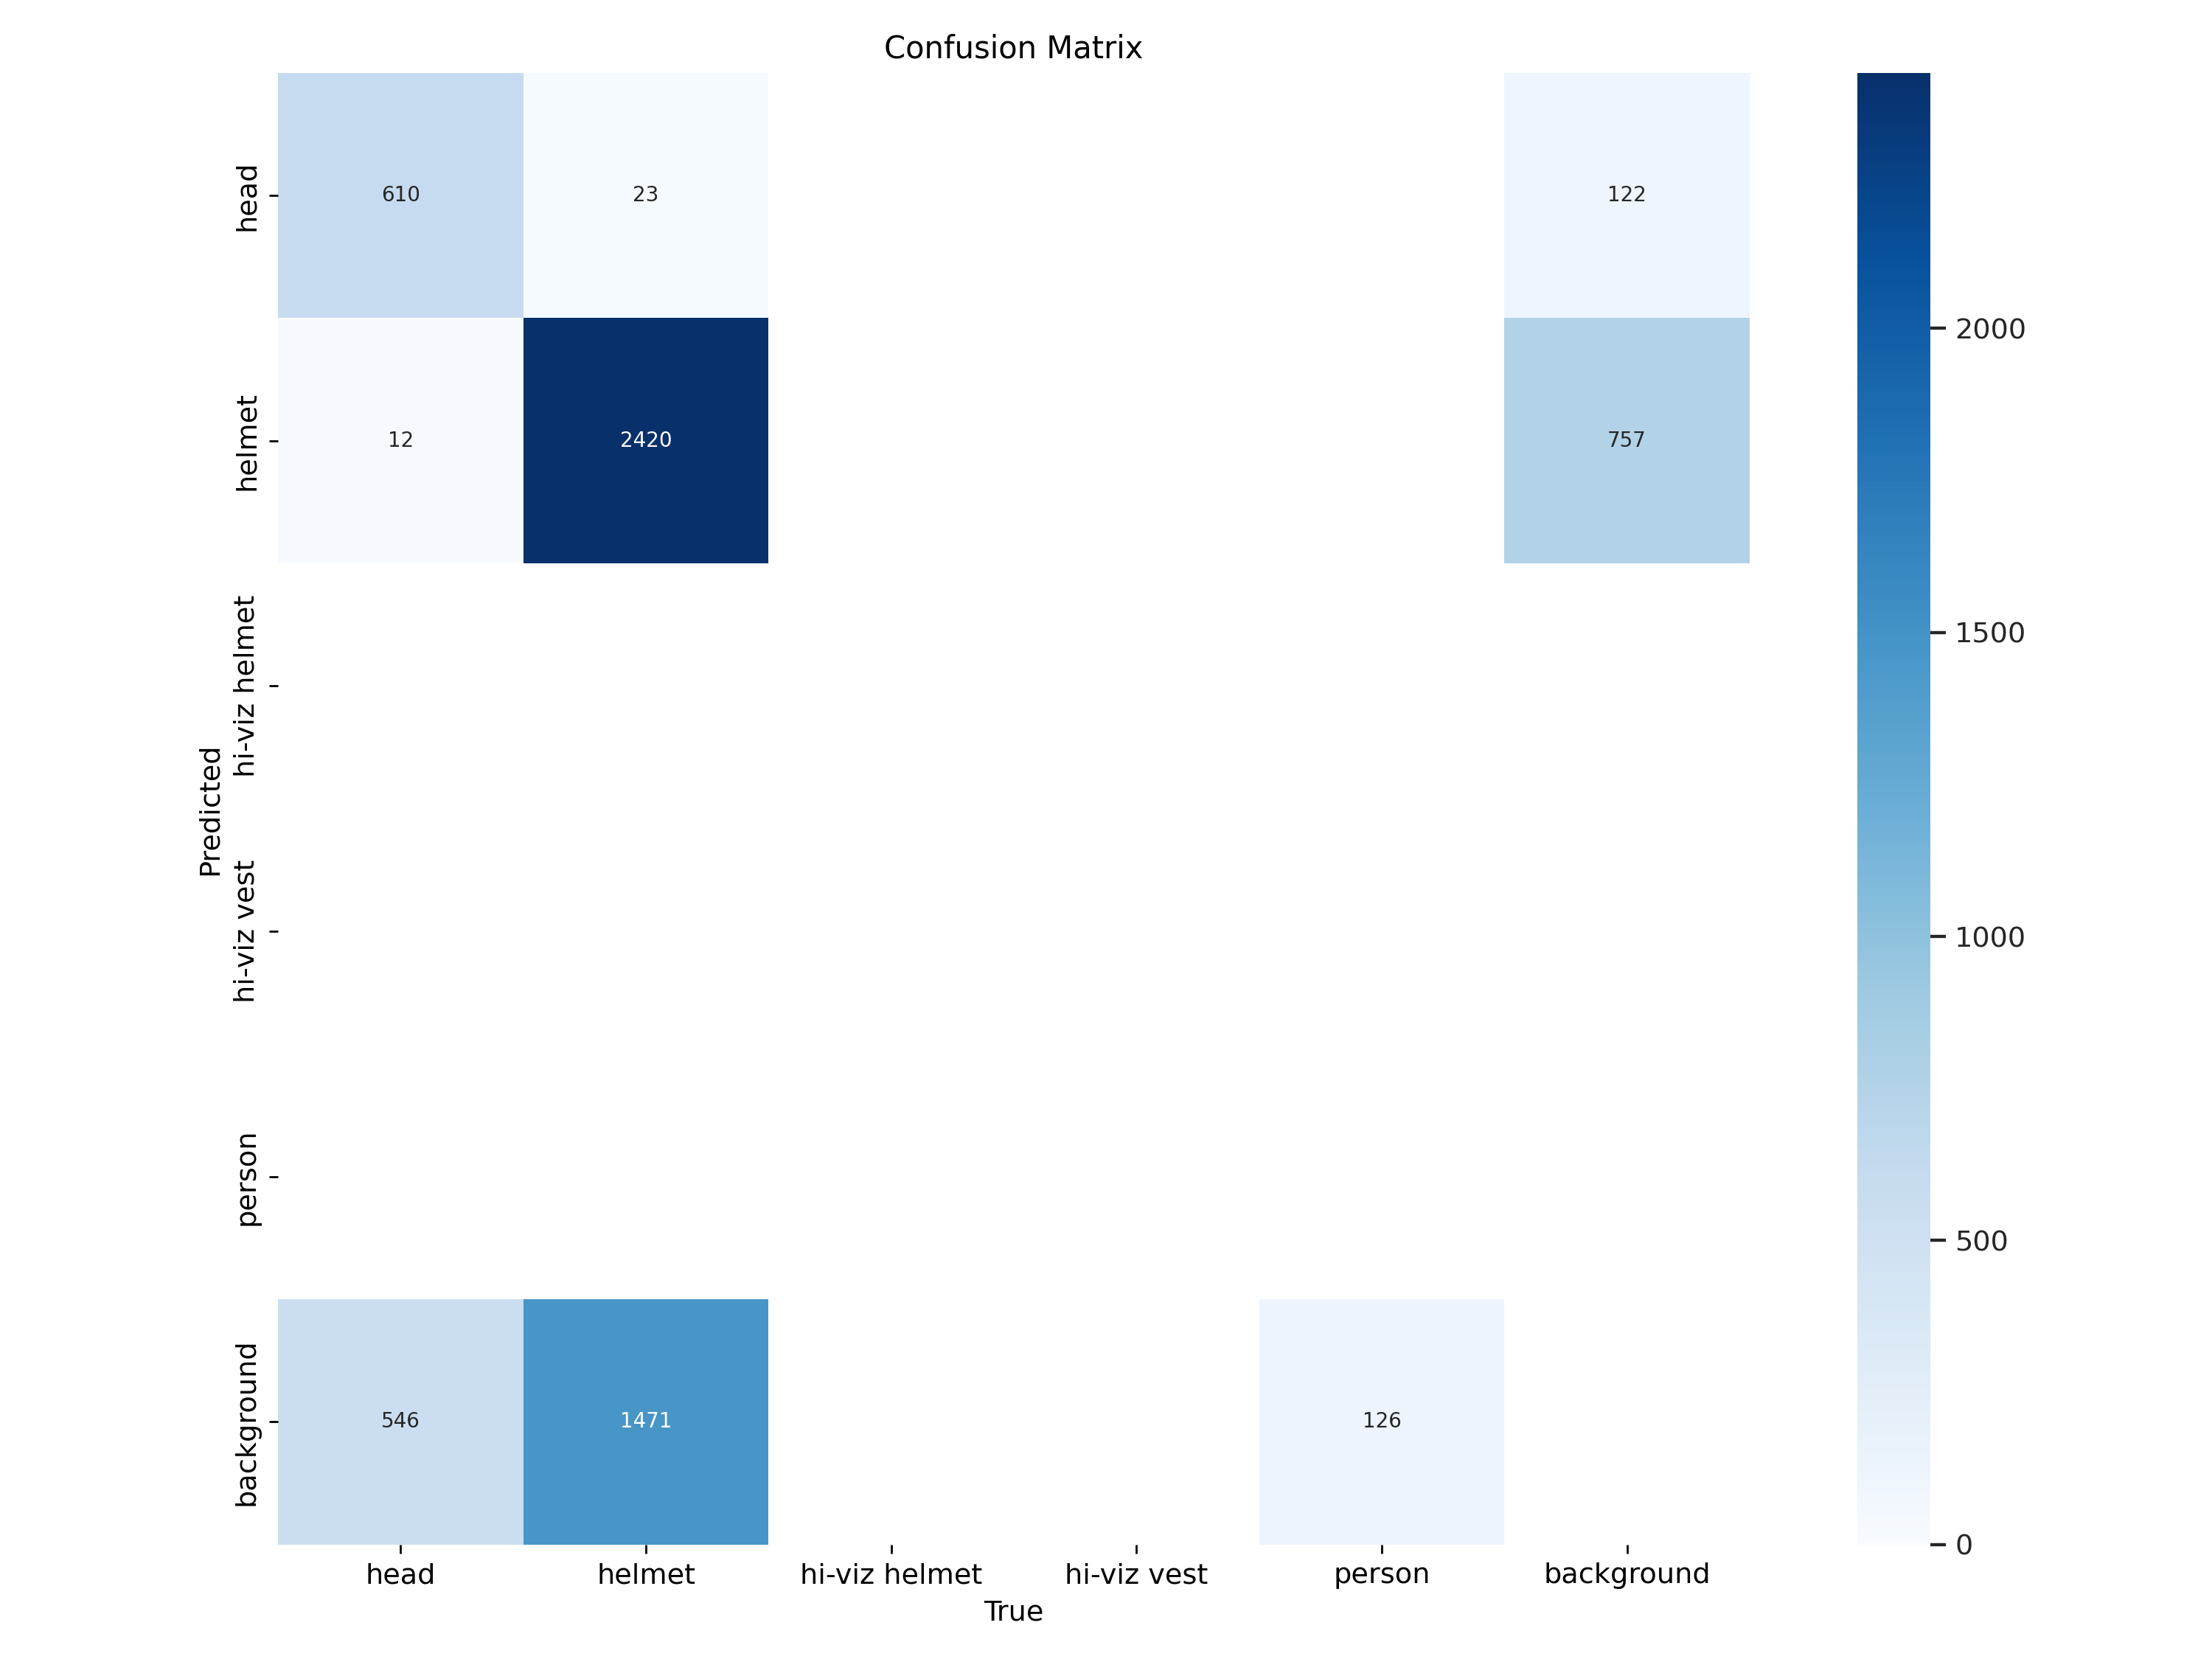 Confusion Matrix
head
610
23
122
helmet
12
2420
757
2000
hi-viz helmet
1500
Predicted
hi-viz vest
1000
person
500
background
546
1471
126
0
head
helmet
hi-viz helmet
hi-viz vest
person
background
True